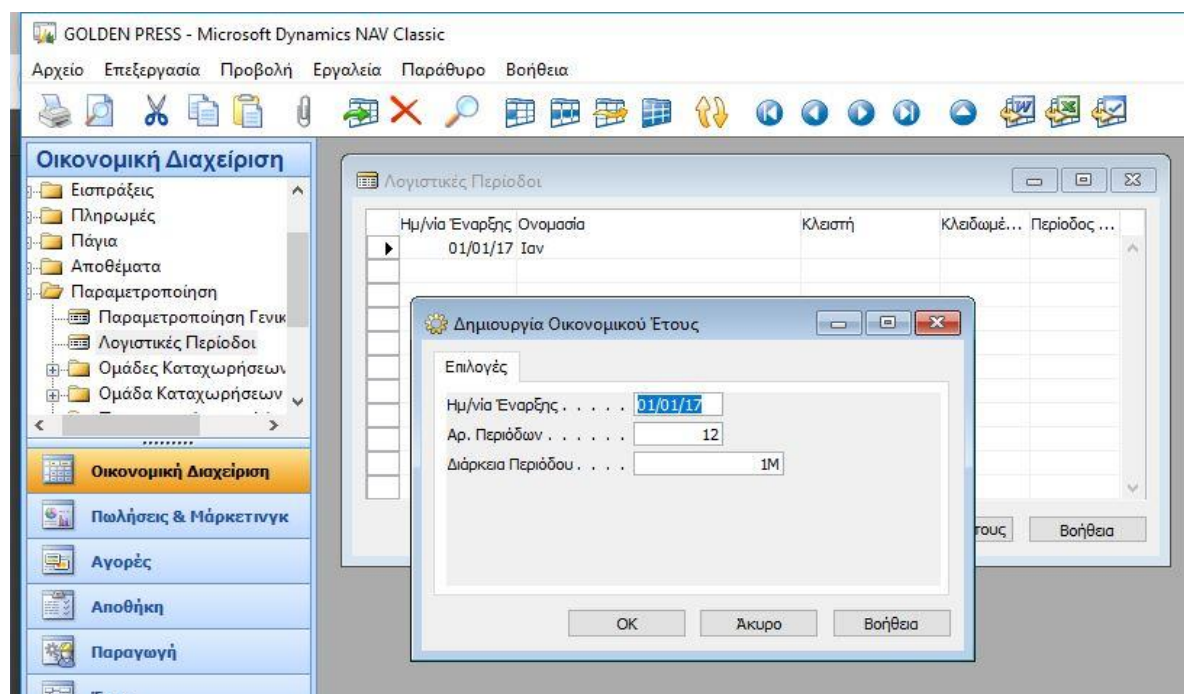 GOLDEN PRESS - Microsoft Dynamics NAV Classic
Αρχείο Επεξεργασία Προβολή Εργαλεία Παράθυρο Βοήθεια
Οικονομική Διαχείριση
Εισπράξεις
Πληρωμές
Πάγια
Αποθέματα
Παραμετροποίηση
Παραμετροποίηση Γενικ
Λογιστικές Περίοδοι
Ομάδες Καταχωρήσεων
Ομάδα Καταχωρήσεων
Οικονομική Διαχείριση
Πωλήσεις & Μάρκετινγκ
Αγορές
Αποθήκη
Παραγωγή
Λογιστικές Περίοδοι
Ημ/νία Έναρξης Ονομασία Κλειστή Κλειδωμέ... Περίοδος ...
01/01/17 Ιαν
τους Βοήθεια
Δημιουργία Οικονομικού Έτους
Επιλογές
Ημ/νία Έναρξης . . . . . 01/01/17
Αρ. Περιόδων . . . . . . 12
Διάρκεια Περιόδου . . . . 1M
OK Άκυρο Βοήθεια